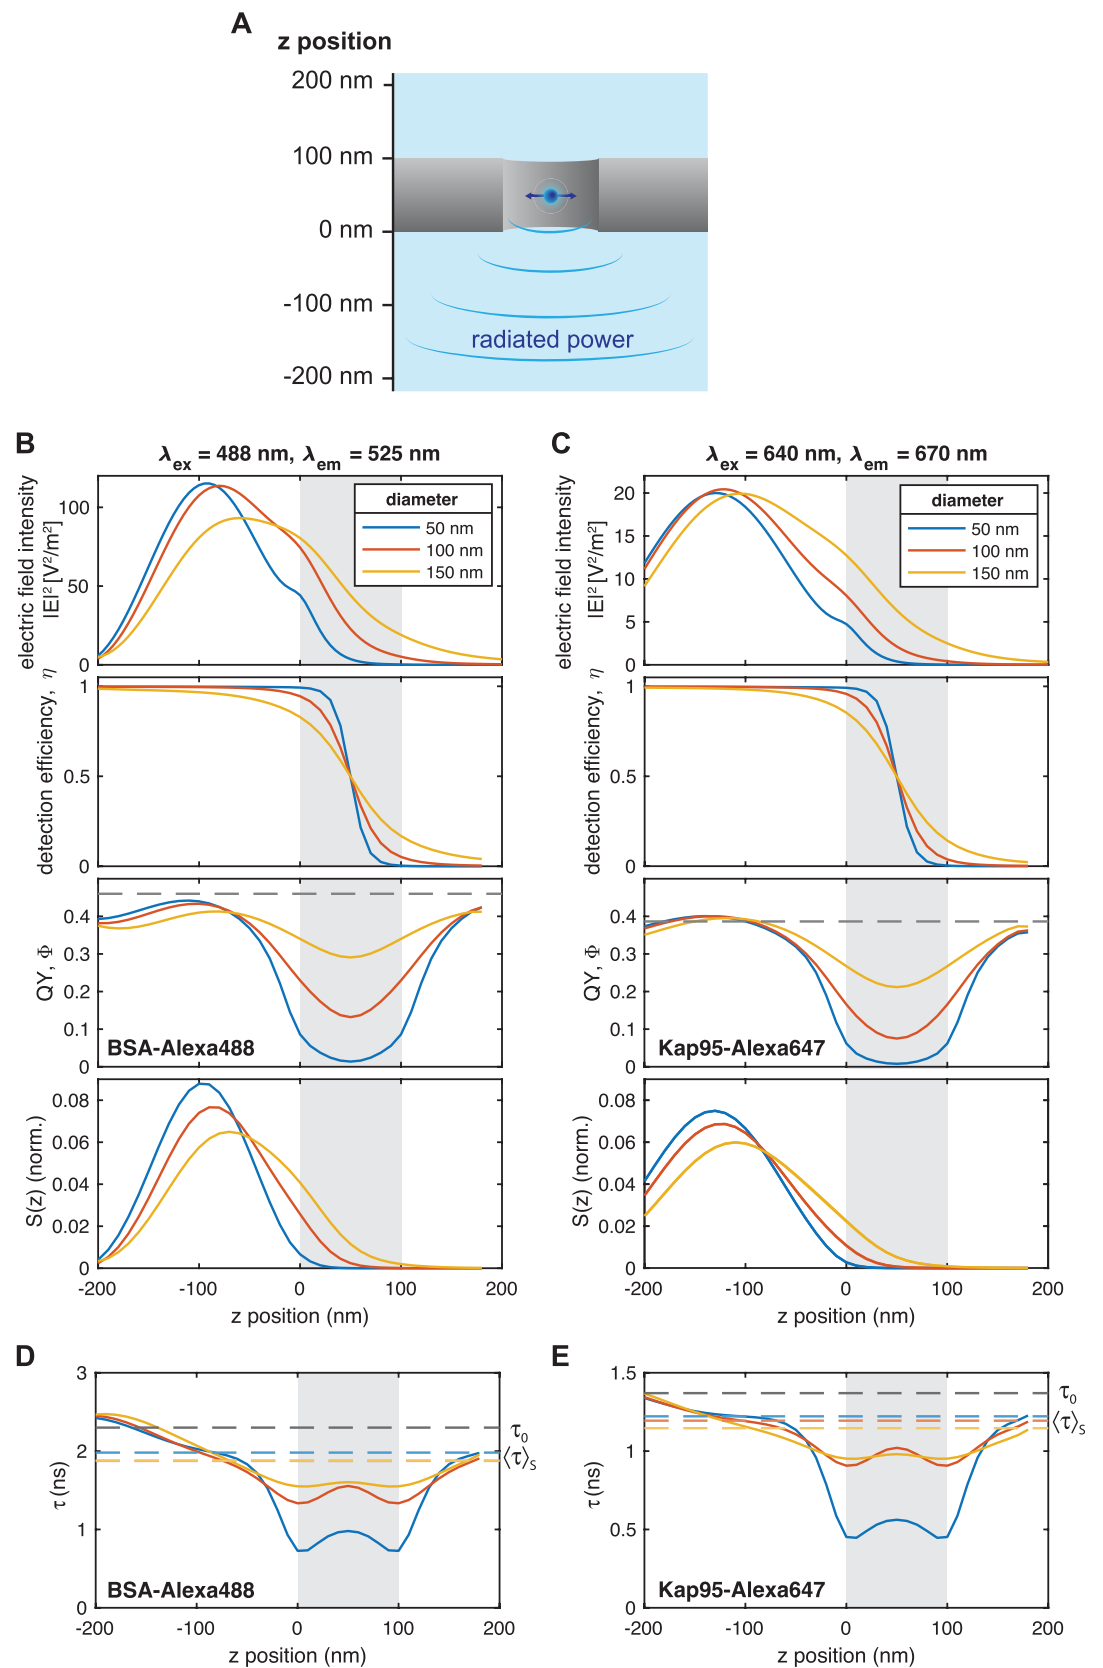 A
z position
200 nm
100 nm
0 nm
-100 nm
-200 nm
radiated power
B
λex = 488 nm, λem = 525 nm
electric field intensity
|E|² [V²/m²]
100
50
0
diameter
50 nm
100 nm
150 nm
detection efficiency, η
1
0.5
0
QY, Φ
0.4
0.3
0.2
0.1
0
BSA-Alexa488
S(z) (norm.)
0.08
0.06
0.04
0.02
0
-200
-100
0
100
200
z position (nm)
C
λex = 640 nm, λem = 670 nm
electric field intensity
|E|² [V²/m²]
20
15
10
5
0
diameter
50 nm
100 nm
150 nm
detection efficiency, η
1
0.5
0
QY, Φ
0.4
0.3
0.2
0.1
0
Kap95-Alexa647
S(z) (norm.)
0.08
0.06
0.04
0.02
0
-200
-100
0
100
200
z position (nm)
D
τ (ns)
3
2
1
0
τ0
⟨τ⟩S
BSA-Alexa488
-200
-100
0
100
200
z position (nm)
E
τ (ns)
1.5
1
0.5
0
τ0
⟨τ⟩S
Kap95-Alexa647
-200
-100
0
100
200
z position (nm)